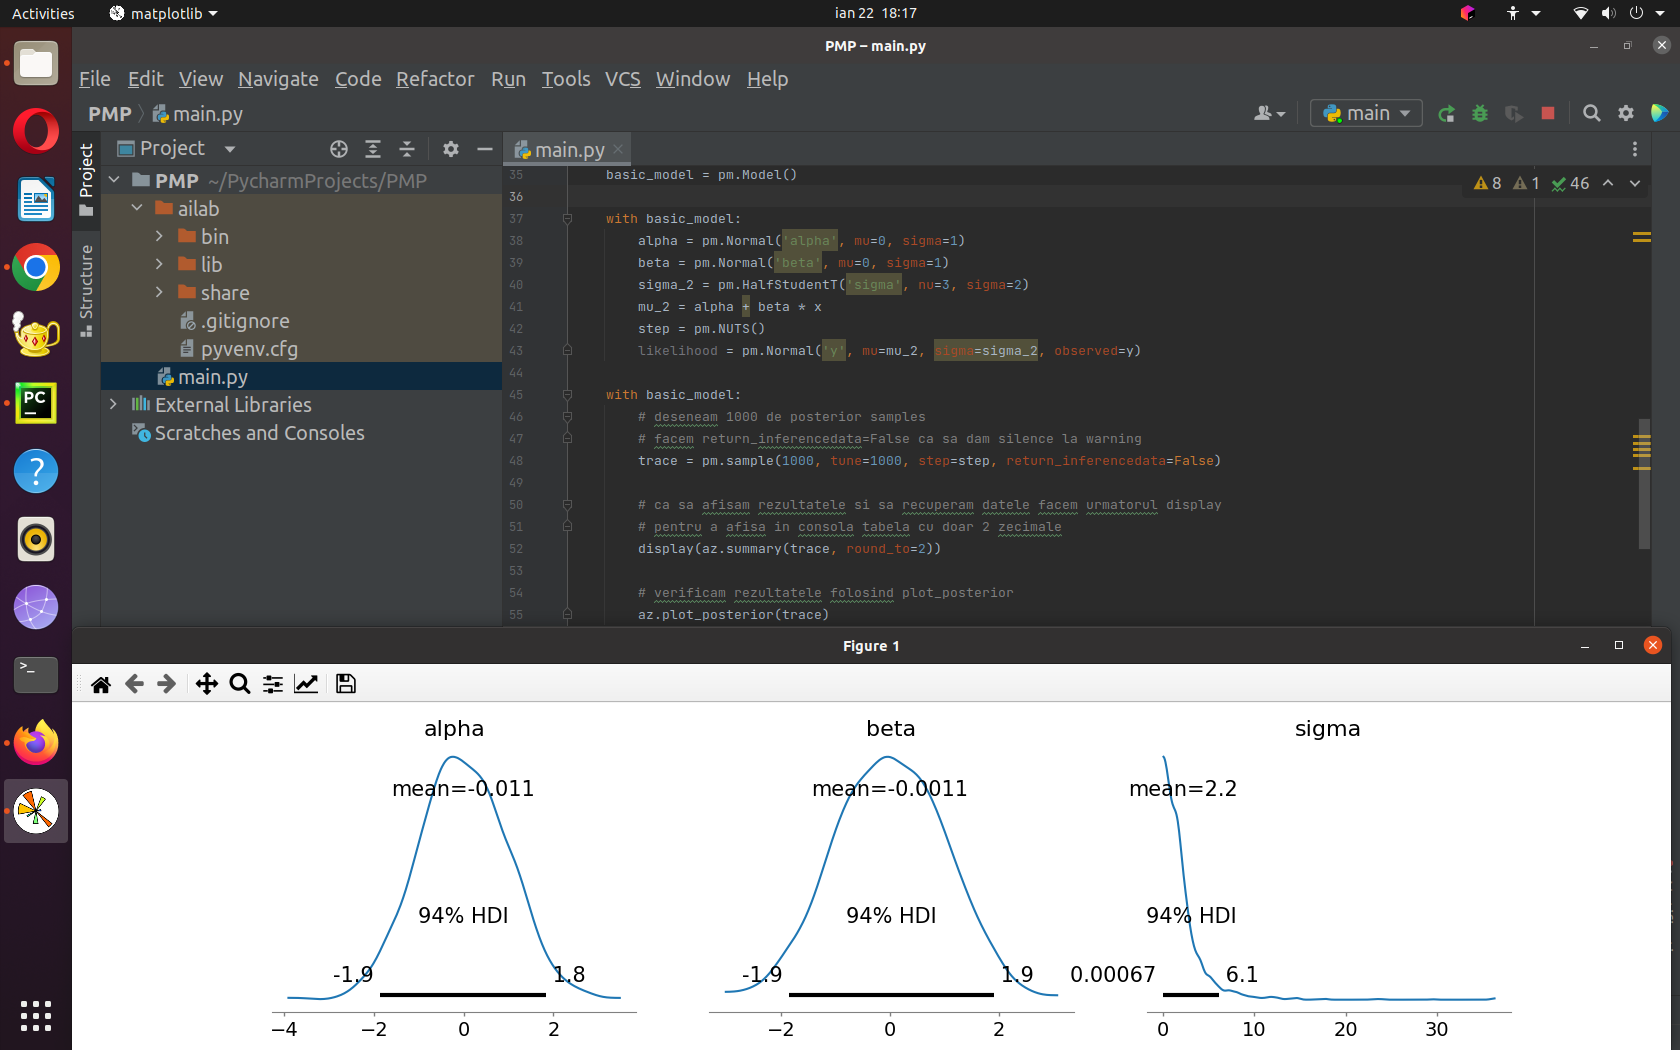 Activities matplotlib ian 22 18:17
PMP – main.py
File Edit View Navigate Code Refactor Run Tools VCS Window Help
PMP main.py main
Project
Structure
Project
PMP ~/PycharmProjects/PMP
ailab
bin
lib
share
.gitignore
pyvenv.cfg
main.py
External Libraries
Scratches and Consoles
PC
main.py
8 1 46
35 basic_model = pm.Model()
36
37 with basic_model:
38 alpha = pm.Normal('alpha', mu=0, sigma=1)
39 beta = pm.Normal('beta', mu=0, sigma=1)
40 sigma_2 = pm.HalfStudentT('sigma', nu=3, sigma=2)
41 mu_2 = alpha + beta * x
42 step = pm.NUTS()
43 likelihood = pm.Normal('y', mu=mu_2, sigma=sigma_2, observed=y)
44
45 with basic_model:
46 # deseneam 1000 de posterior samples
47 # facem return_inferencedata=False ca sa dam silence la warning
48 trace = pm.sample(1000, tune=1000, step=step, return_inferencedata=False)
49
50 # ca sa afisam rezultatele si sa recuperam datele facem urmatorul display
51 # pentru a afisa in consola tabela cu doar 2 zecimale
52 display(az.summary(trace, round_to=2))
53
54 # verificam rezultatele folosind plot_posterior
55 az.plot_posterior(trace)
Figure 1
alpha
mean=-0.011
94% HDI
-1.9 1.8
−4 −2 0 2
beta
mean=-0.0011
94% HDI
-1.9 1.9
−2 0 2
sigma
mean=2.2
94% HDI
0.00067 6.1
0 10 20 30